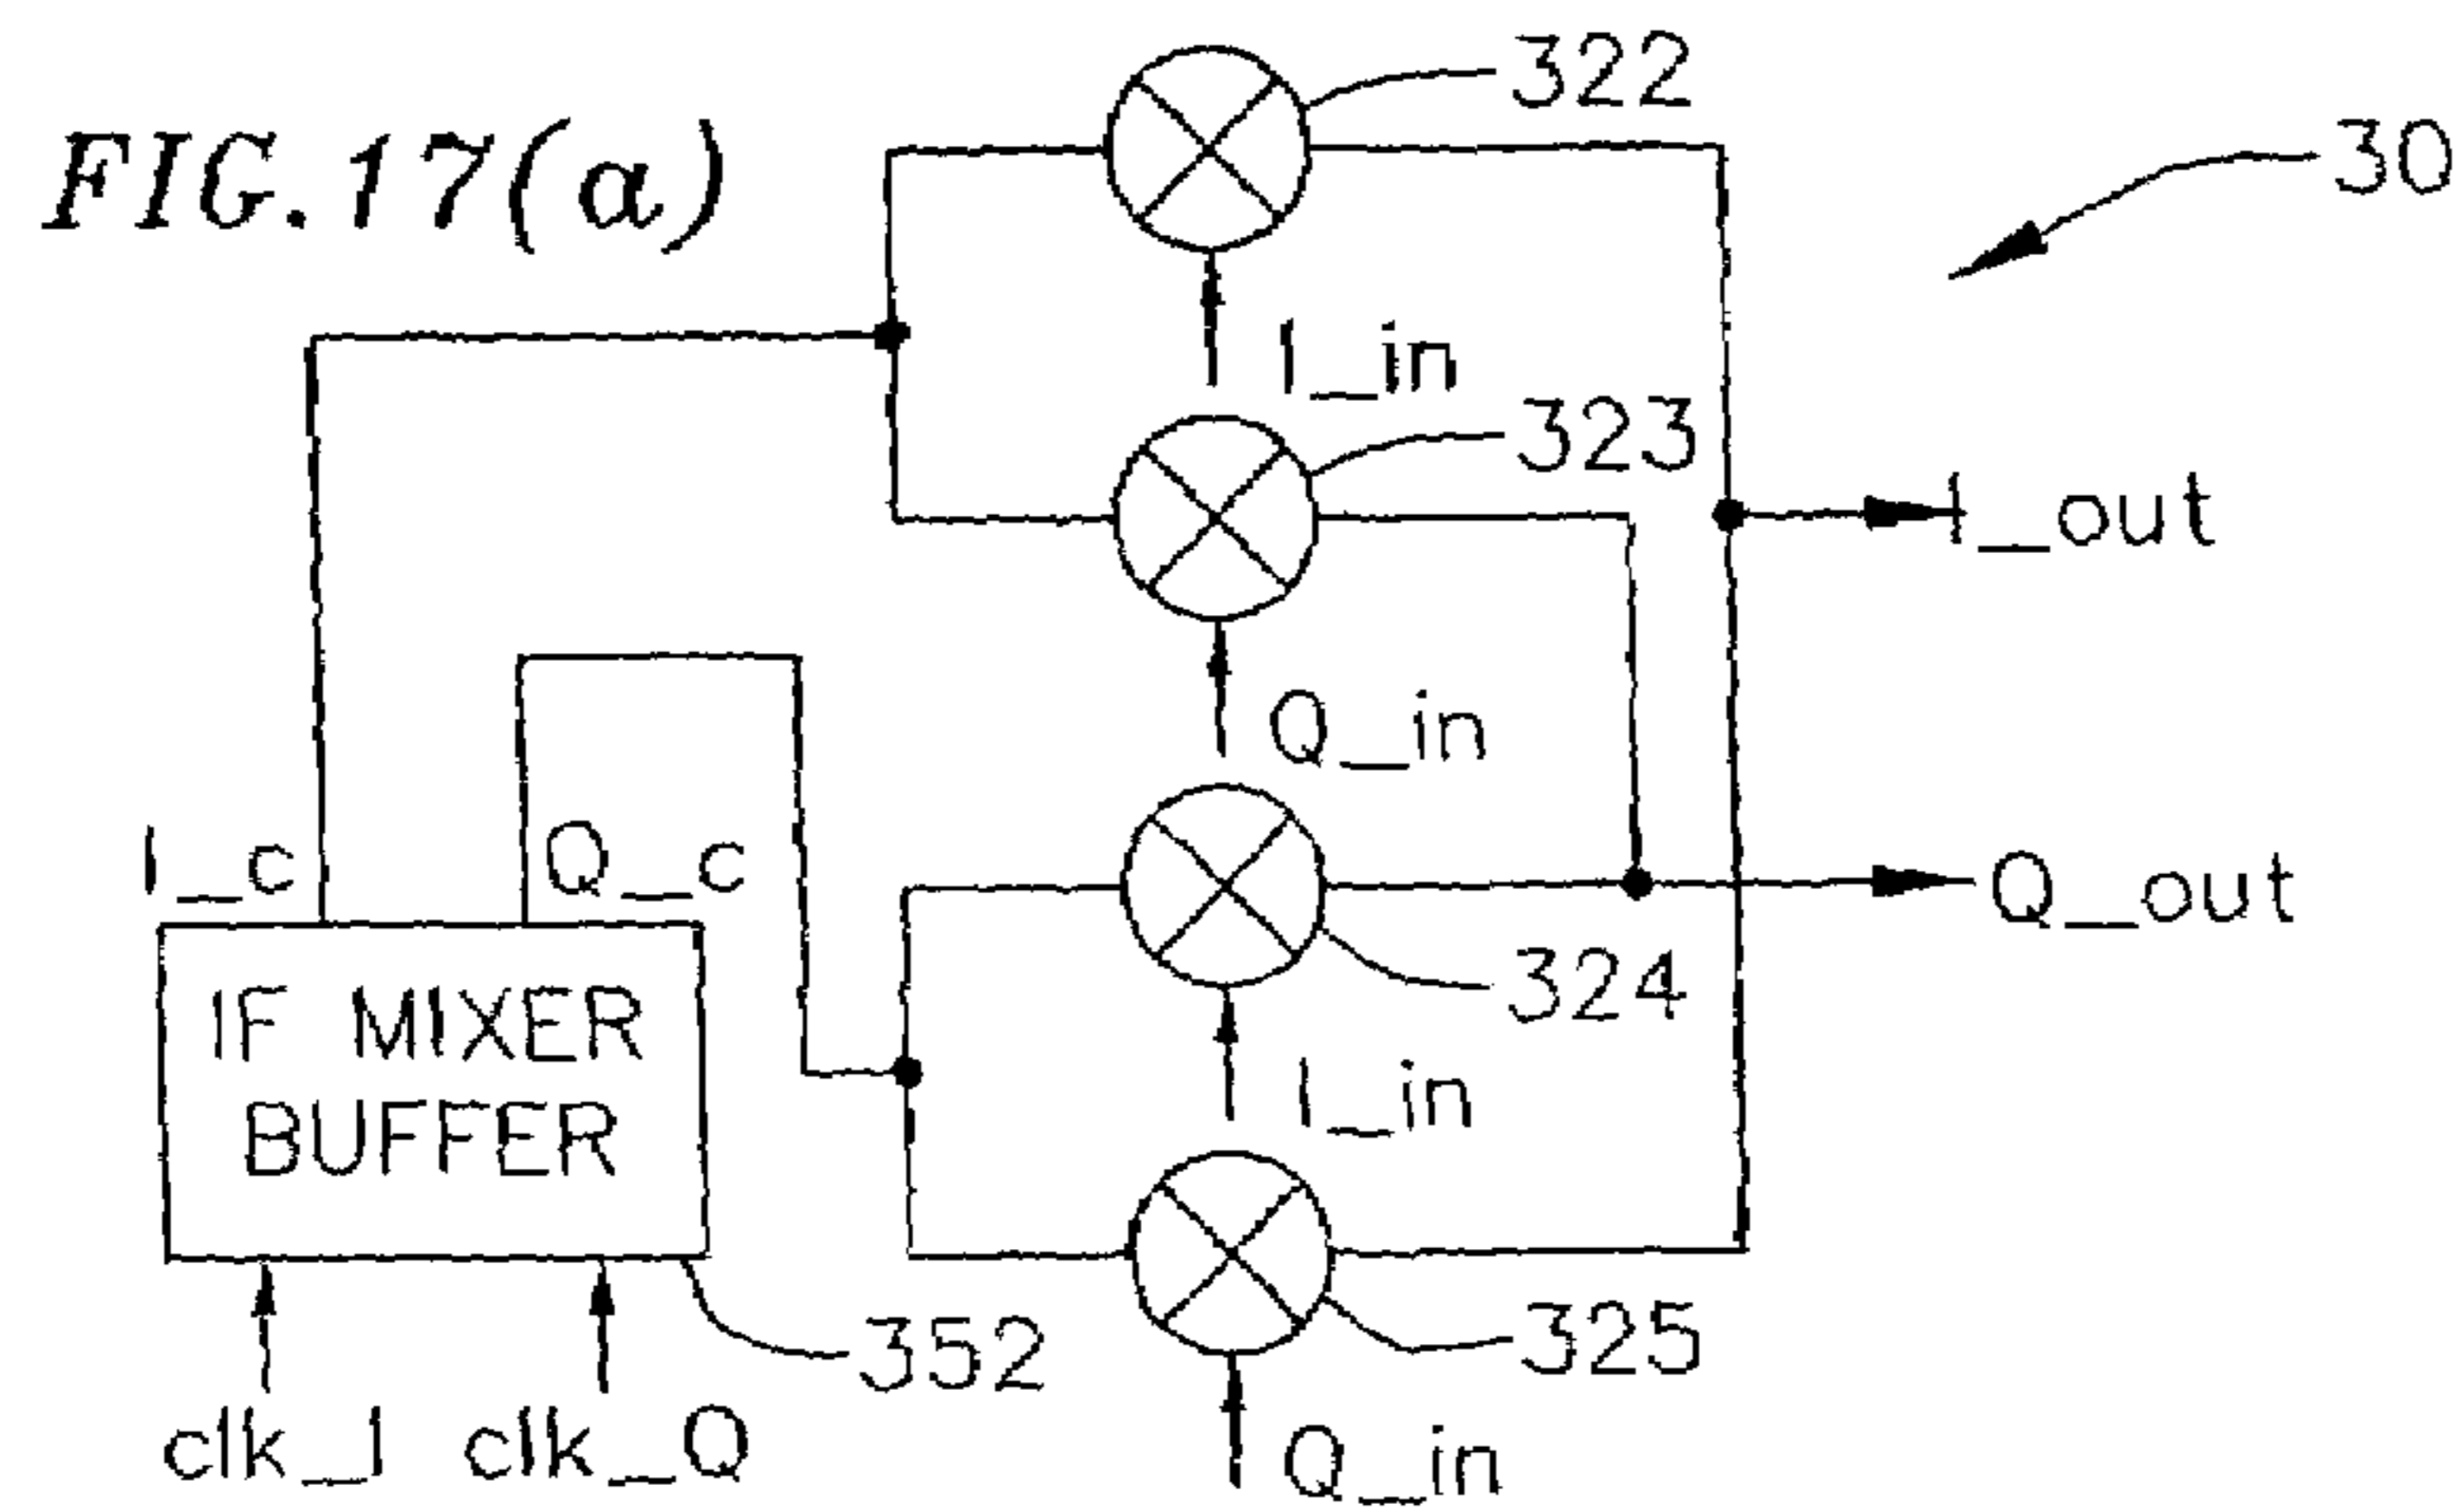 FIG.17(a)
322
30
I_in
323
I_out
Q_in
I_c
Q_c
Q_out
324
IF MIXER
BUFFER
I_in
352
325
clk_I
clk_Q
Q_in